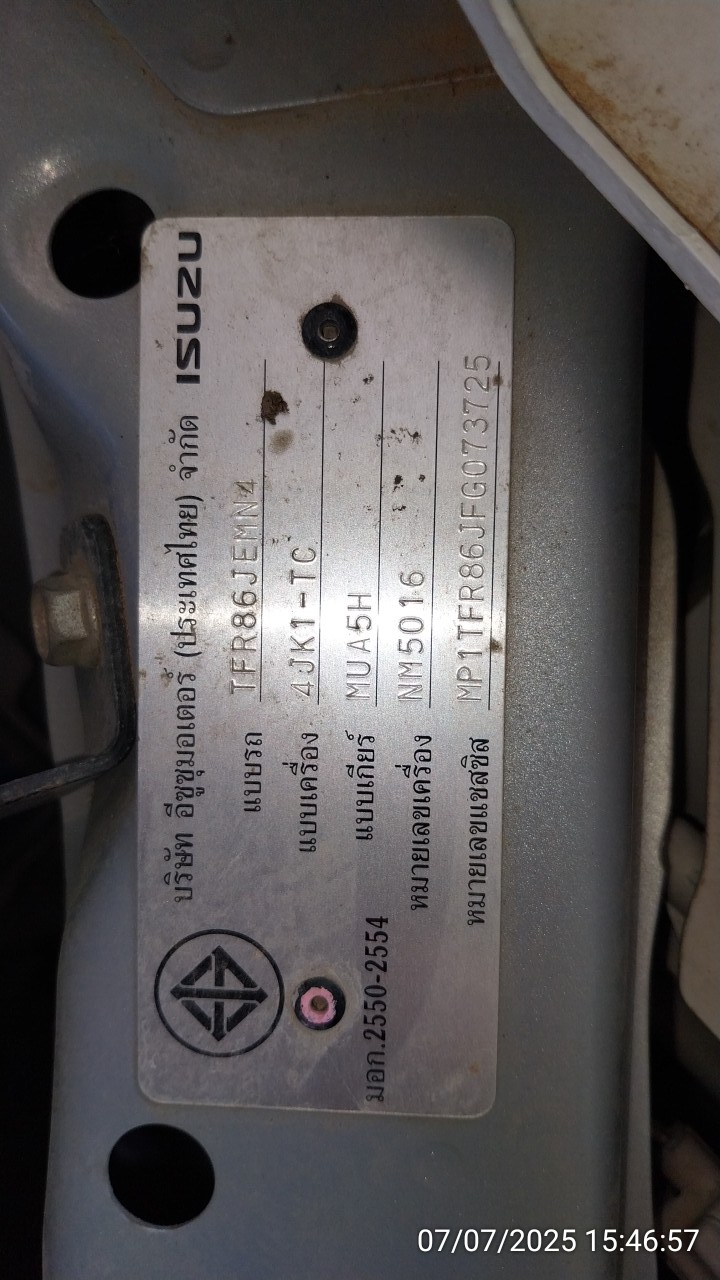 บริษัท อีซูซุมอเตอร์ (ประเทศไทย) จำกัด ISUZU
แบบรถ TFR86JEMN4
แบบเครื่อง 4JK1-TC
แบบเกียร์ MUA5H
หมายเลขเครื่อง NM5016
หมายเลขแชสซิส MP1TFR86JFG073725
มอก.2550-2554
07/07/2025 15:46:57